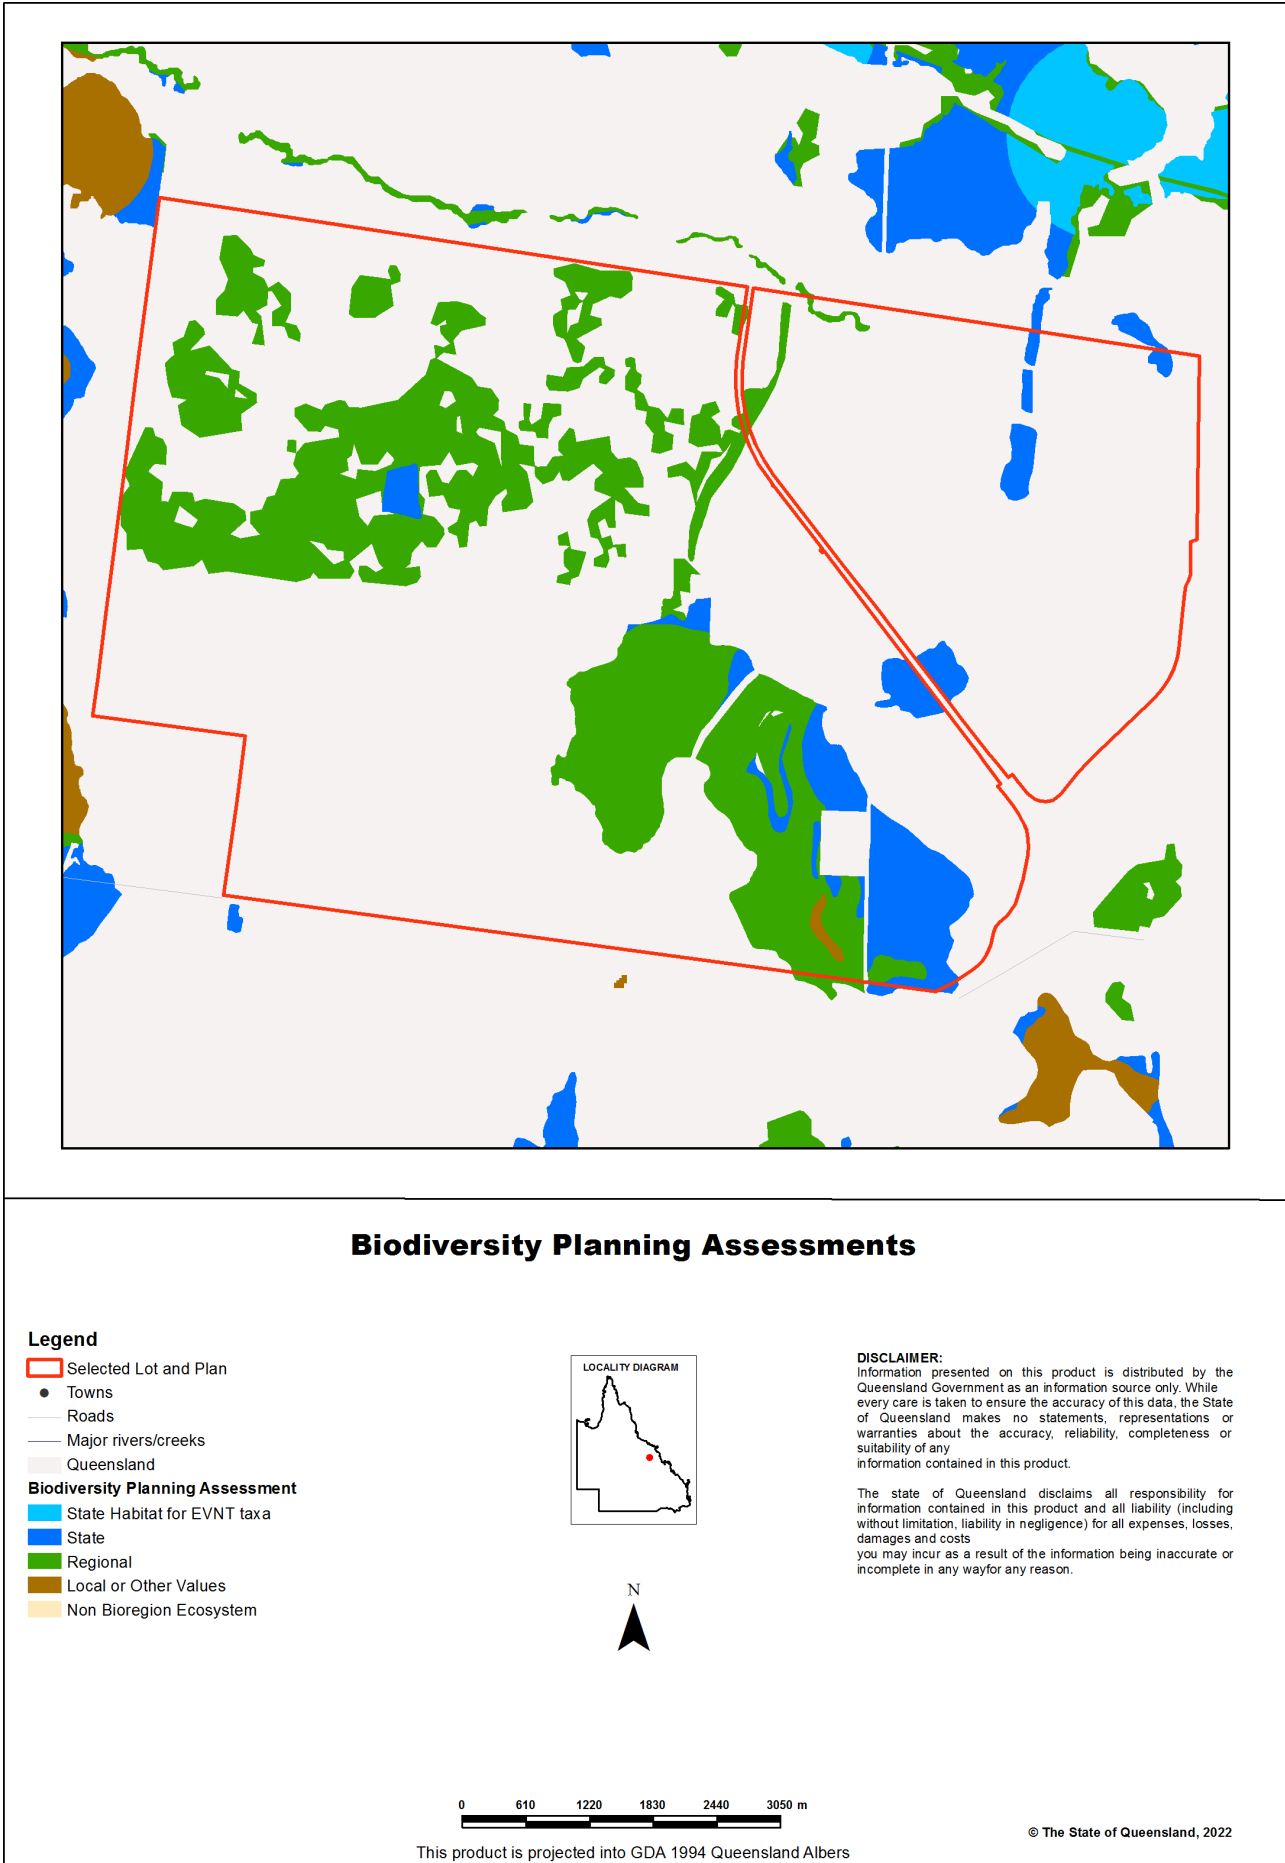 Biodiversity Planning Assessments
Legend
Selected Lot and Plan
Towns
Roads
Major rivers/creeks
Queensland
Biodiversity Planning Assessment
State Habitat for EVNT taxa
State
Regional
Local or Other Values
Non Bioregion Ecosystem
LOCALITY DIAGRAM
N
DISCLAIMER:
Information presented on this product is distributed by the
Queensland Government as an information source only. While
every care is taken to ensure the accuracy of this data, the State
of Queensland makes no statements, representations or
warranties about the accuracy, reliability, completeness or
suitability of any
information contained in this product.
The state of Queensland disclaims all responsibility for
information contained in this product and all liability (including
without limitation, liability in negligence) for all expenses, losses,
damages and costs
you may incur as a result of the information being inaccurate or
incomplete in any wayfor any reason.
0 610 1220 1830 2440 3050 m
This product is projected into GDA 1994 Queensland Albers
© The State of Queensland, 2022